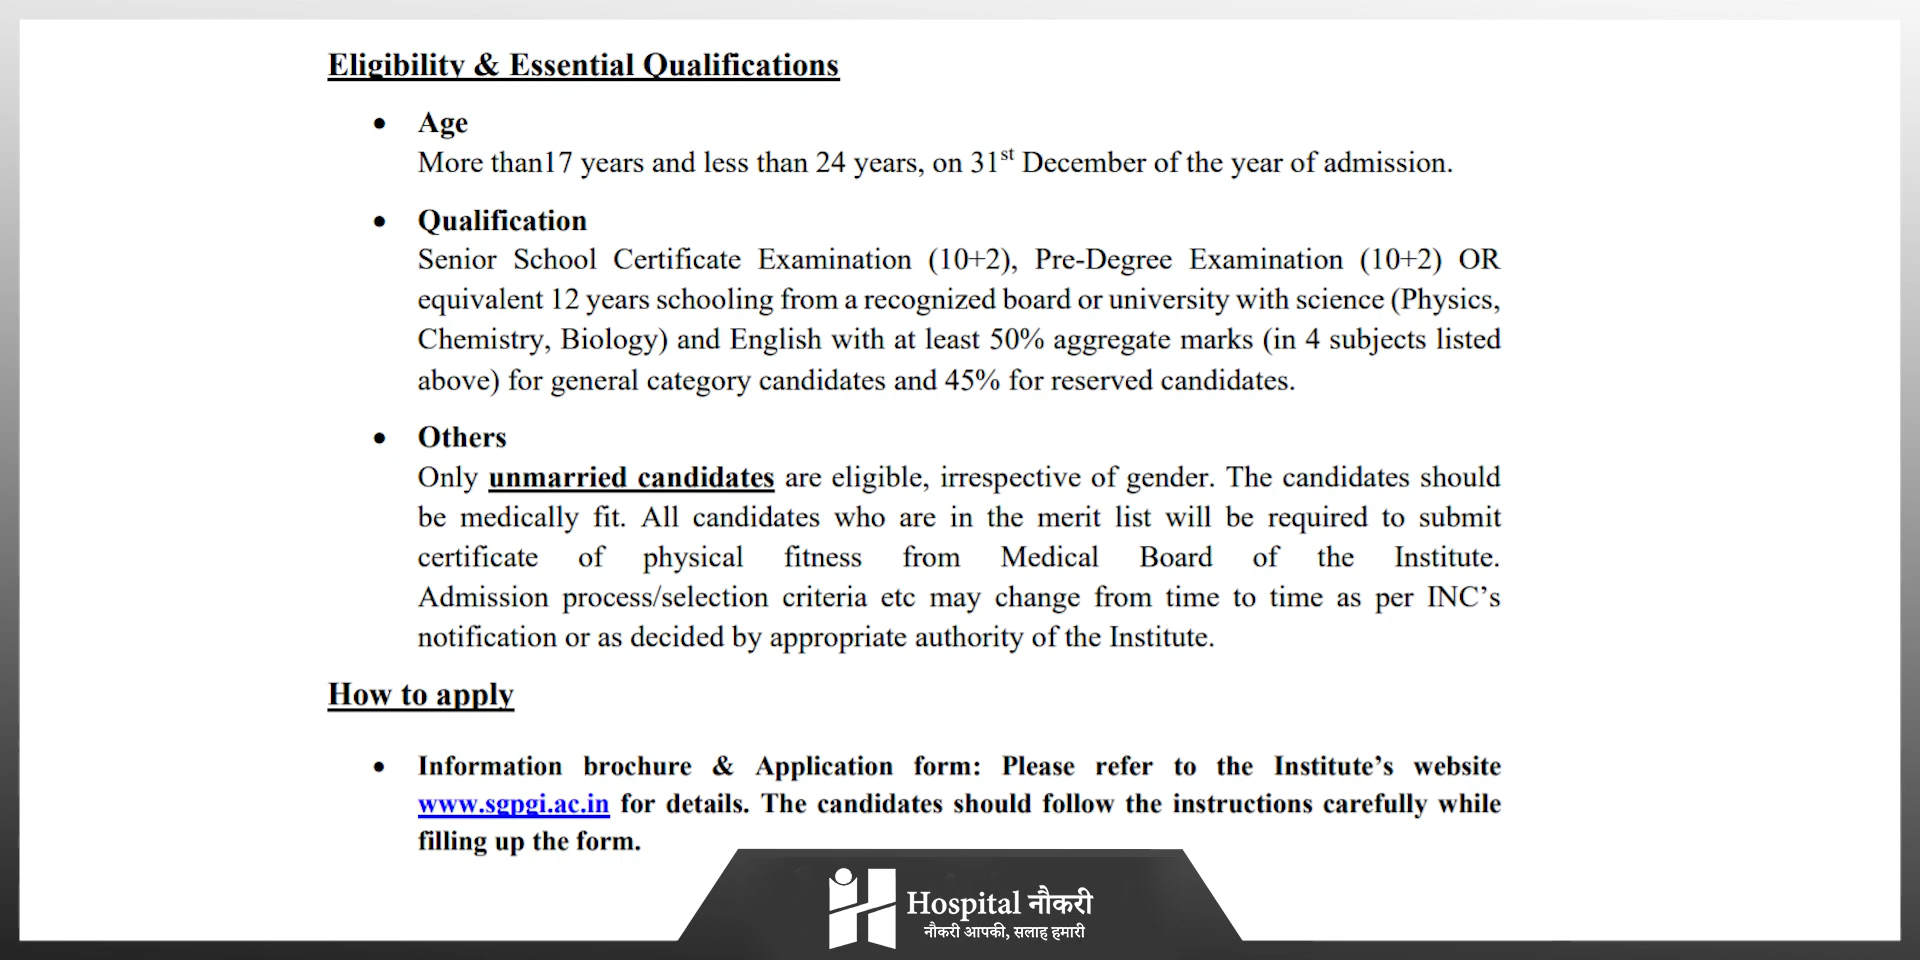 Eligibility & Essential Qualifications
• Age
More than17 years and less than 24 years, on 31st December of the year of admission.
• Qualification
Senior School Certificate Examination (10+2), Pre-Degree Examination (10+2) OR
equivalent 12 years schooling from a recognized board or university with science (Physics,
Chemistry, Biology) and English with at least 50% aggregate marks (in 4 subjects listed
above) for general category candidates and 45% for reserved candidates.
• Others
Only unmarried candidates are eligible, irrespective of gender. The candidates should
be medically fit. All candidates who are in the merit list will be required to submit
certificate of physical fitness from Medical Board of the Institute.
Admission process/selection criteria etc may change from time to time as per INC’s
notification or as decided by appropriate authority of the Institute.
How to apply
• Information brochure & Application form: Please refer to the Institute’s website
www.sgpgi.ac.in for details. The candidates should follow the instructions carefully while
filling up the form.
Hospital नौकरी
नौकरी आपकी, सलाह हमारी